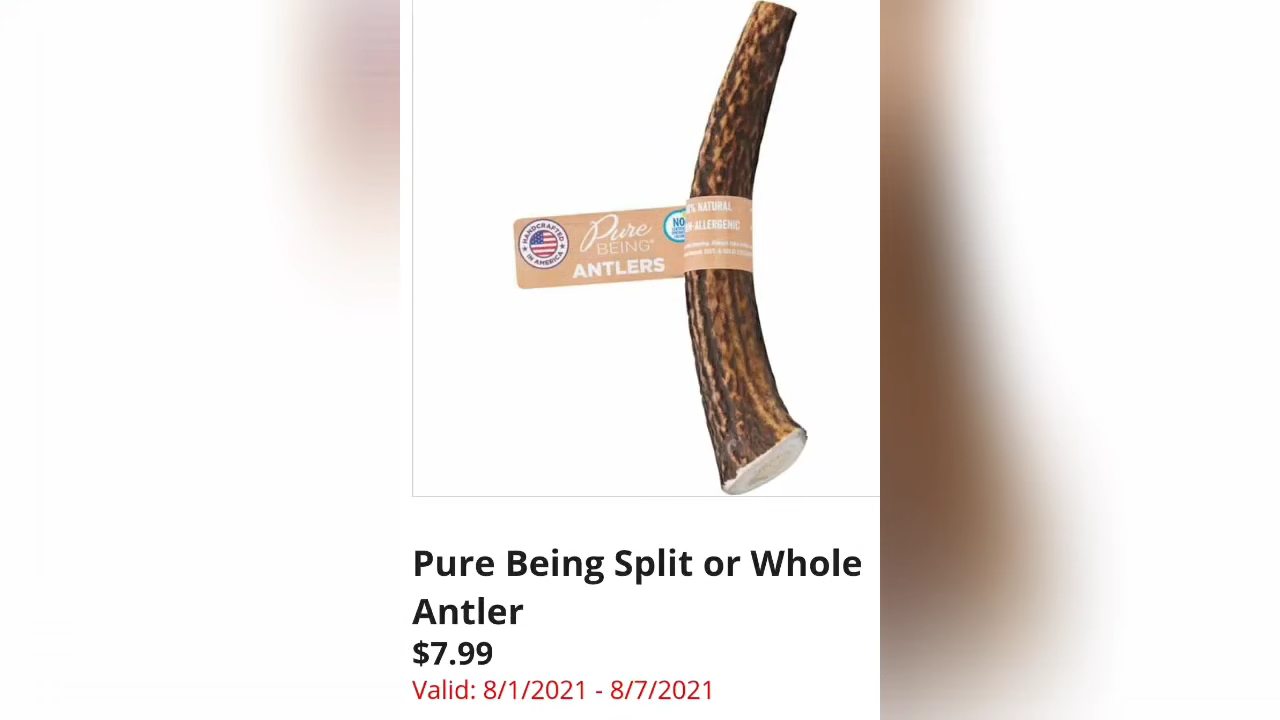 HANDCRAFTED
IN AMERICA
Pure
BEING®
ANTLERS
NO
NATURAL
Pure Being Split or Whole
Antler
$7.99
Valid: 8/1/2021 - 8/7/2021